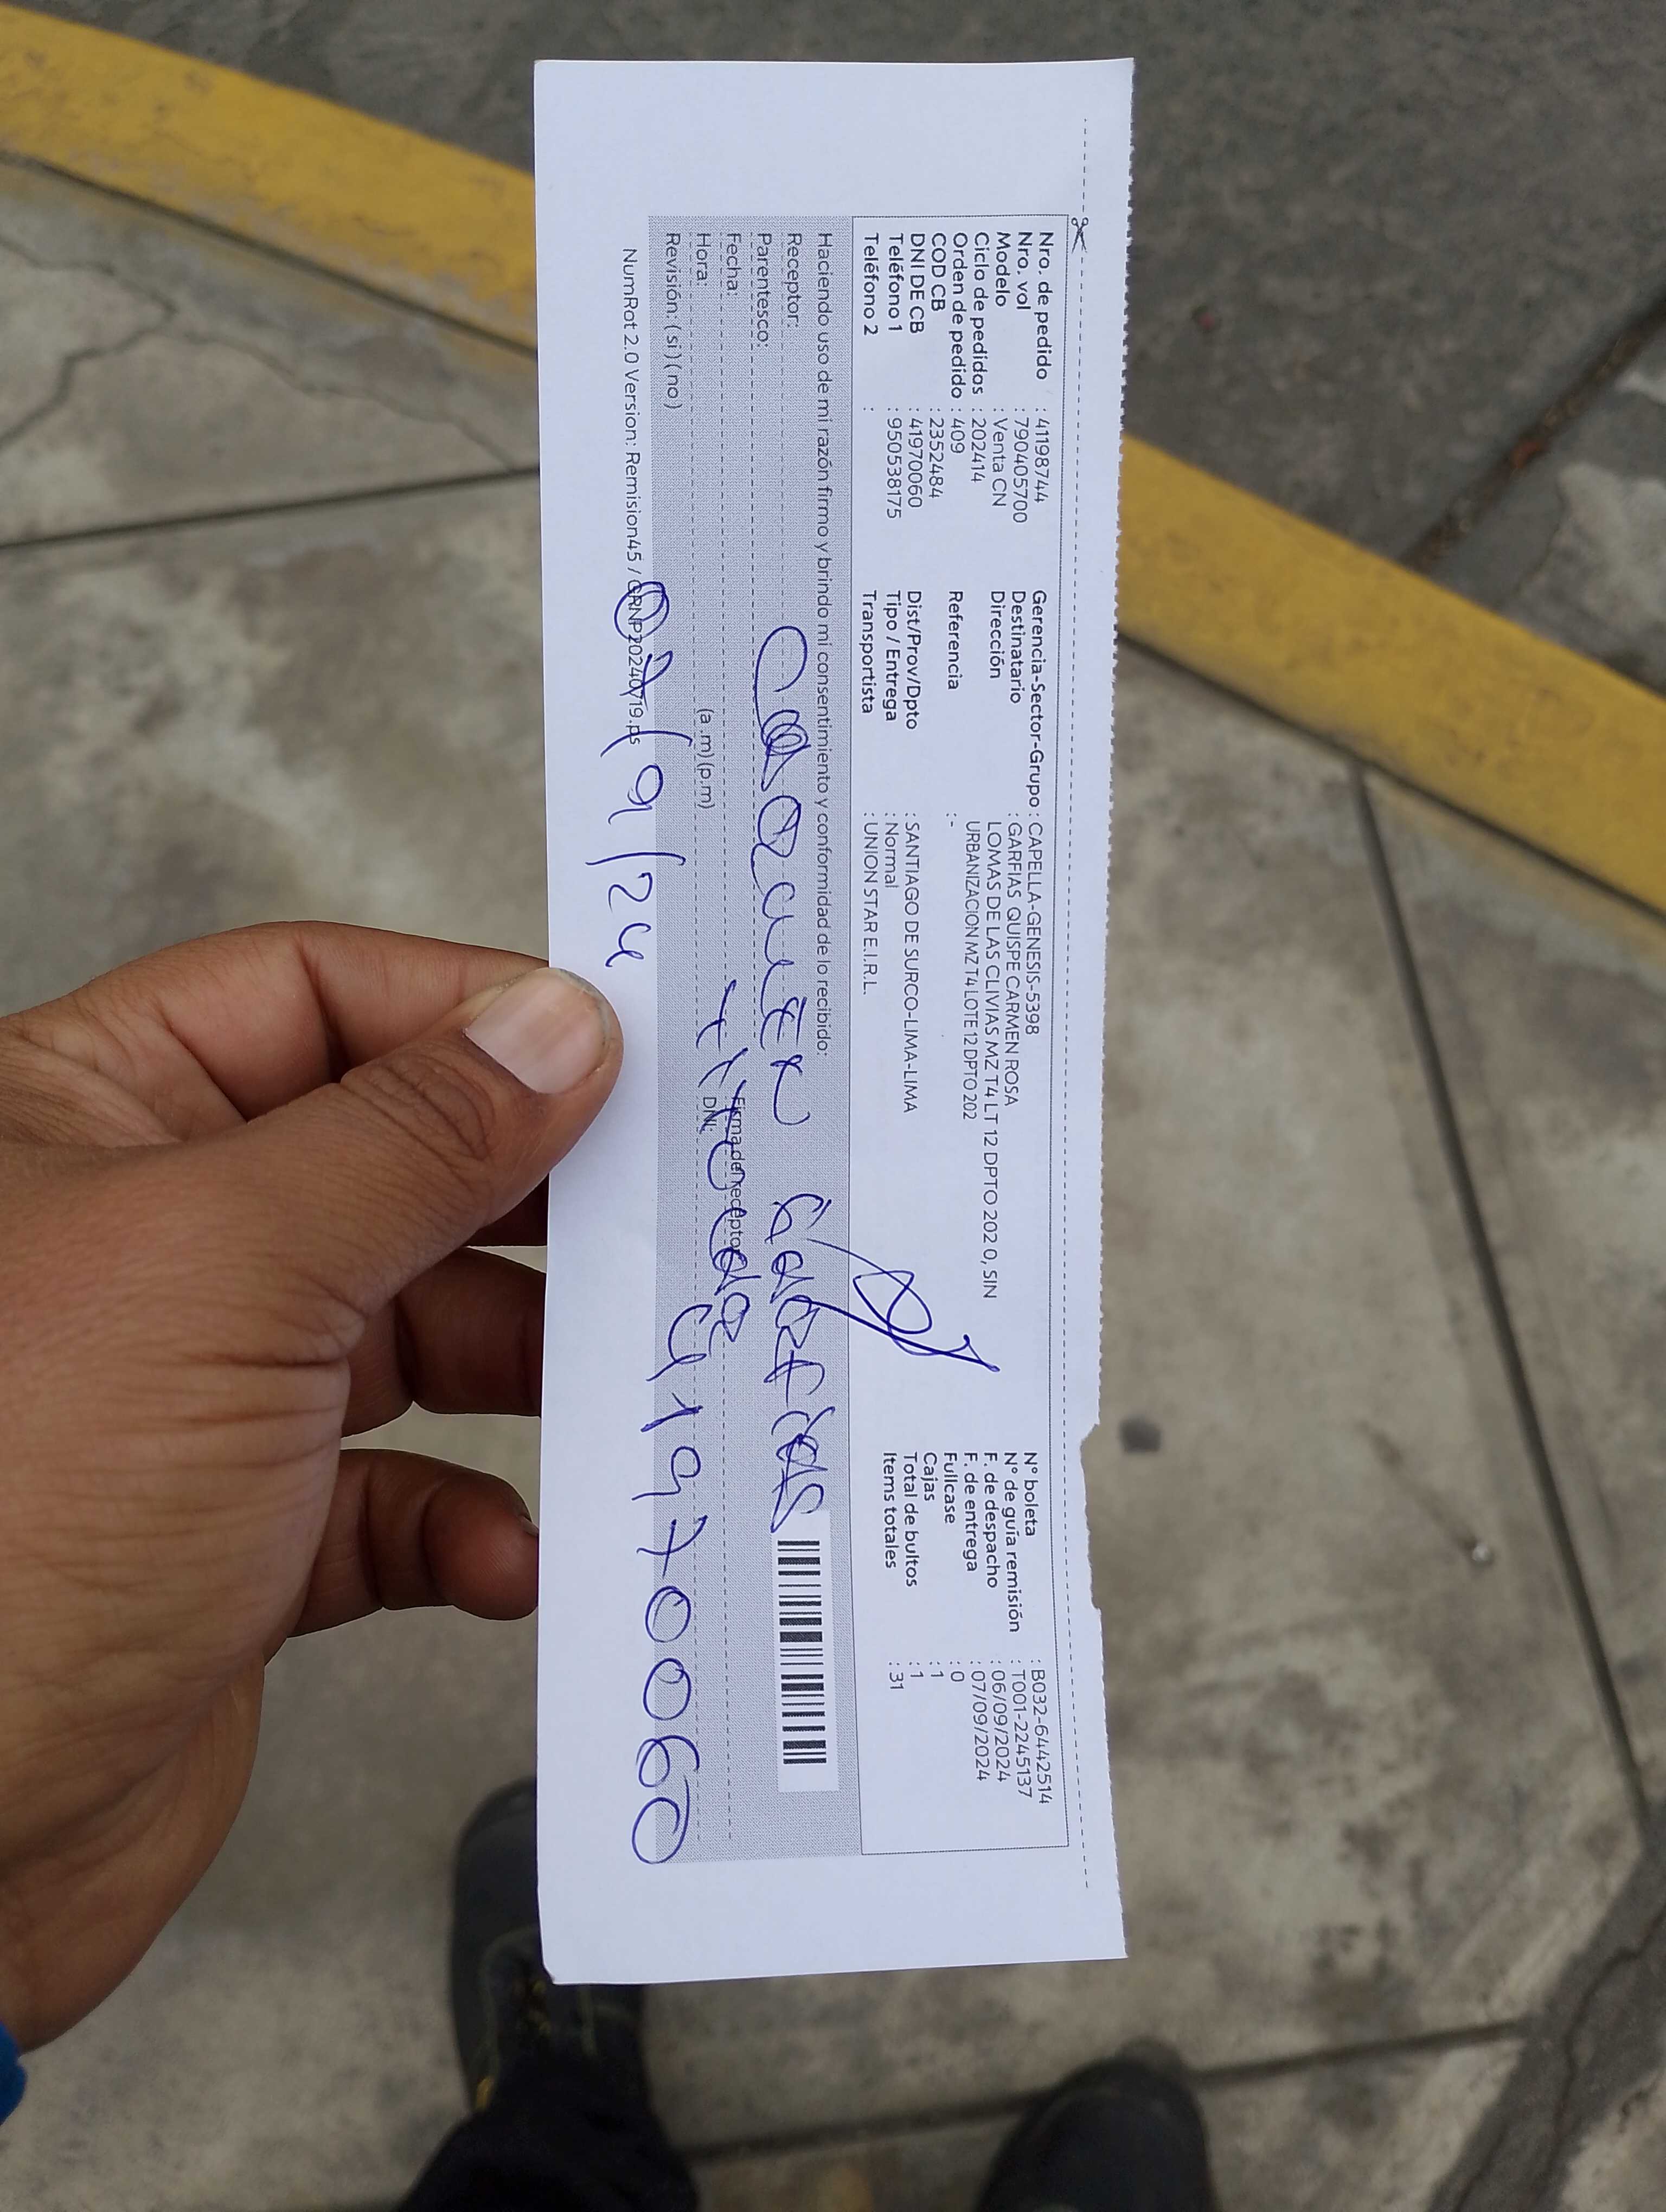 Nro. de pedido : 41198744
Nro. vol : 790405700
Modelo : Venta CN
Ciclo de pedidos : 202414
Orden de pedido : 409
COD CB : 2352484
DNI DE CB : 41970060
Teléfono 1 : 950538175
Teléfono 2 :
Gerencia-Sector-Grupo : CAPELLA-GENESIS-5398
Destinatario : GARFIAS QUISPE CARMEN ROSA
Dirección LOMAS DE LAS CLIVIAS MZ T4 LT 12 DPTO 202 0, SIN
URBANIZACION MZ T4 LOTE 12 DPTO 202
Referencia :-
Dist/Prov/Dpto : SANTIAGO DE SURCO-LIMA-LIMA
Tipo / Entrega : Normal
Transportista : UNION STAR E.I.R.L.
N° boleta : B032-6442514
N° de guía remisión : T001-2245137
F. de despacho : 06/09/2024
F. de entrega : 07/09/2024
Fullcase : 0
Cajas : 1
Total de bultos : 1
Items totales : 31
Haciendo uso de mi razón firmo y brindo mi consentimiento y conformidad de lo recibido:
Receptor: Carmen Garfias
Parentesco:
Fecha: Firma del receptor
Hora: (a.m) (p.m) DNI: 41970060
Revisión: ( si ) ( no )
07/9/24
NumRot 2.0 Version: Remision45 / GRNP20240719.ps